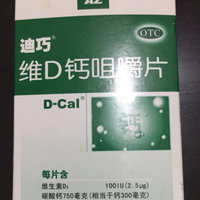 AZ
迪巧
OTC
维D钙咀嚼片
D-Cal®
钙
每片含
维生素D₃ 100IU(2.5μg)
碳酸钙750毫克(相当于钙300毫克)